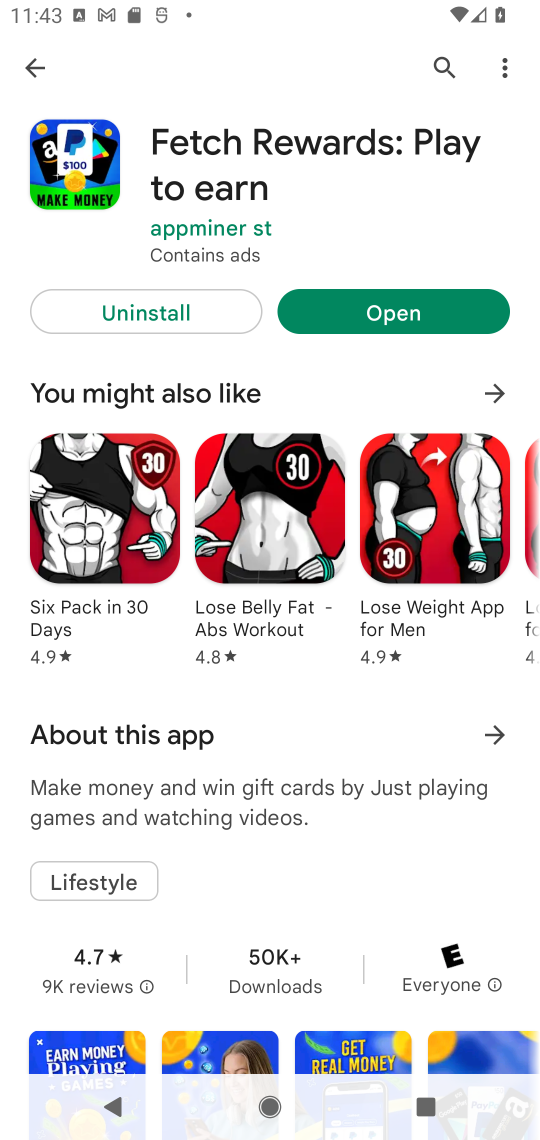 11:43
a
$100
MAKE MONEY
Fetch Rewards: Play
to earn
appminer st
Contains ads
Uninstall
Open
You might also like
30
30
30
Six Pack in 30
Days
4.9★
Lose Belly Fat -
Abs Workout
4.8★
Lose Weight App
for Men
4.9★
4.
About this app
Make money and win gift cards by Just playing
games and watching videos.
Lifestyle
4.7★
9K reviews
50K+
Downloads
E
Everyone
EARN MONEY
Playing
GAMES
GET
REAL MONEY